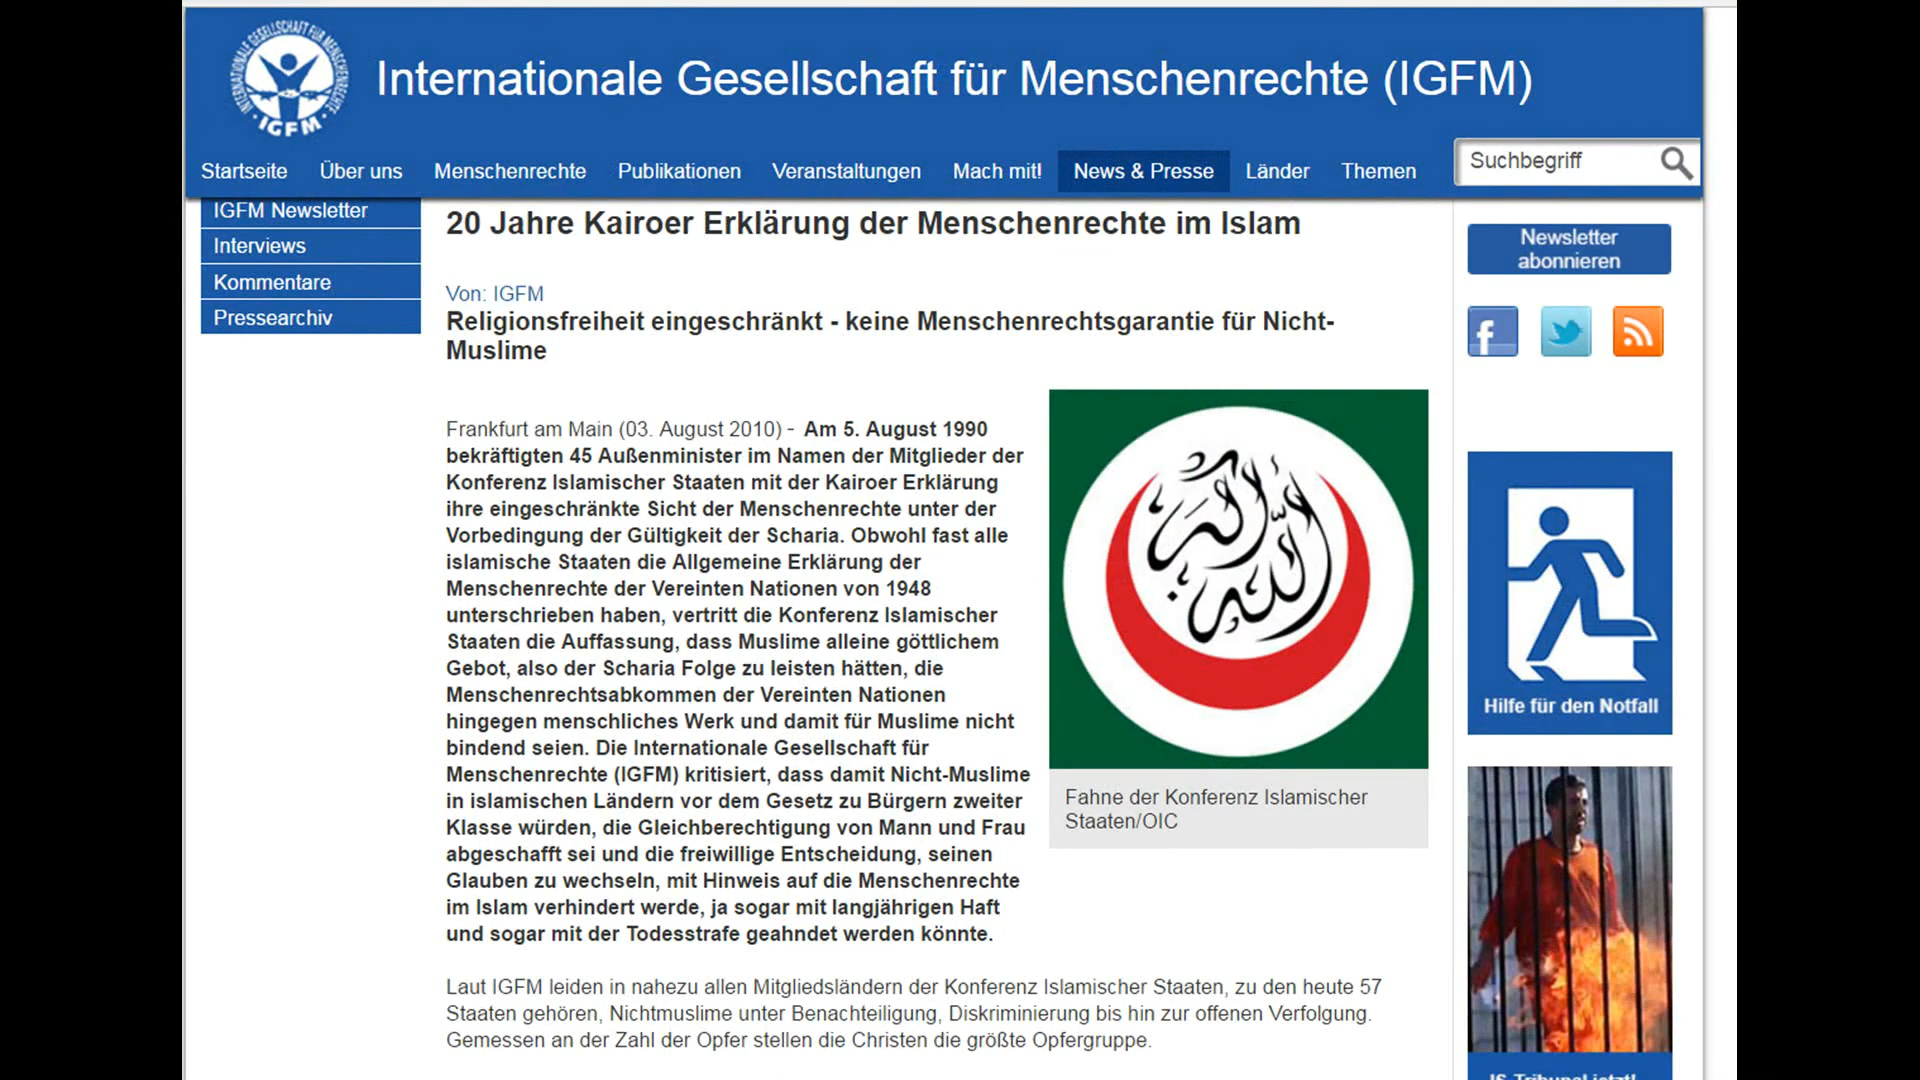 INTERNATIONALE GESELLSCHAFT FÜR MENSCHENRECHTE
· IGFM ·
Internationale Gesellschaft für Menschenrechte (IGFM)
Startseite Über uns Menschenrechte Publikationen Veranstaltungen Mach mit! News & Presse Länder Themen
Suchbegriff
IGFM Newsletter
Interviews
Kommentare
Pressearchiv
20 Jahre Kairoer Erklärung der Menschenrechte im Islam
Von: IGFM
Religionsfreiheit eingeschränkt - keine Menschenrechtsgarantie für Nicht-
Muslime
Frankfurt am Main (03. August 2010) - Am 5. August 1990
bekräftigten 45 Außenminister im Namen der Mitglieder der
Konferenz Islamischer Staaten mit der Kairoer Erklärung
ihre eingeschränkte Sicht der Menschenrechte unter der
Vorbedingung der Gültigkeit der Scharia. Obwohl fast alle
islamische Staaten die Allgemeine Erklärung der
Menschenrechte der Vereinten Nationen von 1948
unterschrieben haben, vertritt die Konferenz Islamischer
Staaten die Auffassung, dass Muslime alleine göttlichem
Gebot, also der Scharia Folge zu leisten hätten, die
Menschenrechtsabkommen der Vereinten Nationen
hingegen menschliches Werk und damit für Muslime nicht
bindend seien. Die Internationale Gesellschaft für
Menschenrechte (IGFM) kritisiert, dass damit Nicht-Muslime
in islamischen Ländern vor dem Gesetz zu Bürgern zweiter
Klasse würden, die Gleichberechtigung von Mann und Frau
abgeschafft sei und die freiwillige Entscheidung, seinen
Glauben zu wechseln, mit Hinweis auf die Menschenrechte
im Islam verhindert werde, ja sogar mit langjährigen Haft
und sogar mit der Todesstrafe geahndet werden könnte.
الله أكبر
Fahne der Konferenz Islamischer
Staaten/OIC
Laut IGFM leiden in nahezu allen Mitgliedsländern der Konferenz Islamischer Staaten, zu den heute 57
Staaten gehören, Nichtmuslime unter Benachteiligung, Diskriminierung bis hin zur offenen Verfolgung.
Gemessen an der Zahl der Opfer stellen die Christen die größte Opfergruppe.
Newsletter
abonnieren
Hilfe für den Notfall
IS-Tribunal jetzt!